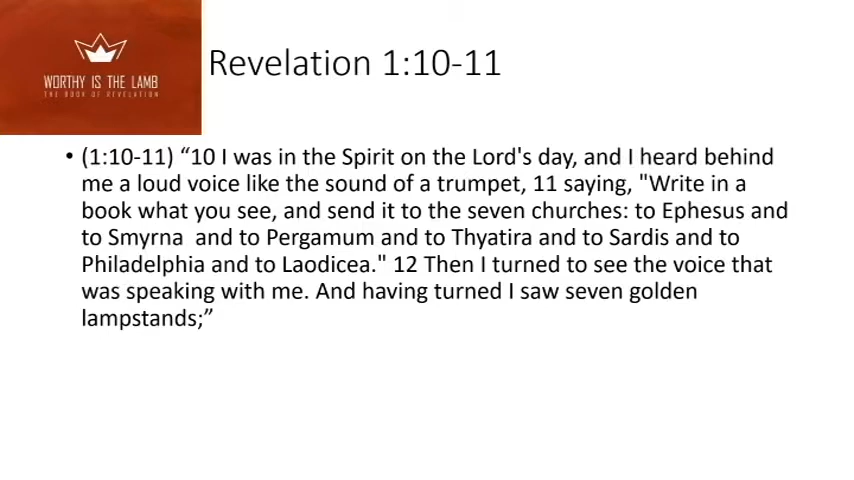 WORTHY IS THE LAMB
THE BOOK OF REVELATION
Revelation 1:10-11
• (1:10-11) “10 I was in the Spirit on the Lord's day, and I heard behind
me a loud voice like the sound of a trumpet, 11 saying, "Write in a
book what you see, and send it to the seven churches: to Ephesus and
to Smyrna  and to Pergamum and to Thyatira and to Sardis and to
Philadelphia and to Laodicea." 12 Then I turned to see the voice that
was speaking with me. And having turned I saw seven golden
lampstands;”